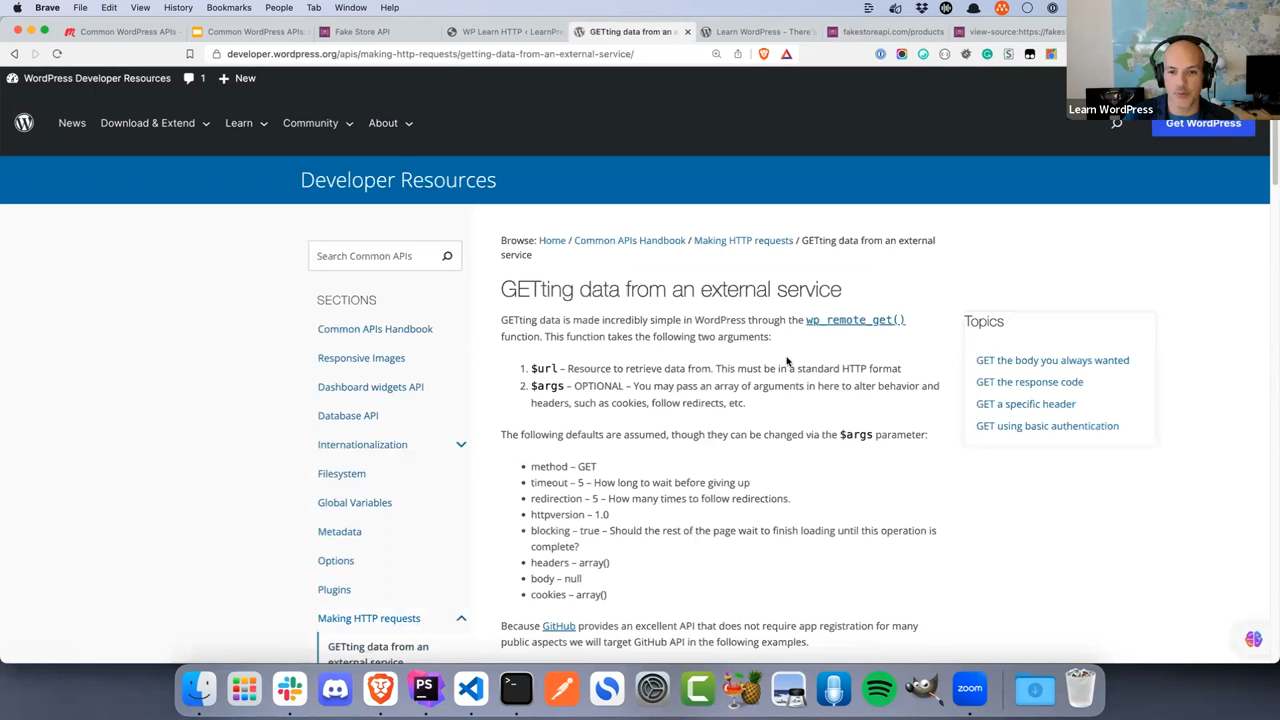 Brave File Edit View History Bookmarks People Tab Window Help
Common WordPress APIs -
Common WordPress APIs:
Fake Store API
WP Learn HTTP ‹ LearnPre
GETting data from an e
Learn WordPress - There's
fakestoreapi.com/products
view-source:https://fakes
developer.wordpress.org/apis/making-http-requests/getting-data-from-an-external-service/
WordPress Developer Resources 1 New
Learn WordPress
News Download & Extend Learn Community About
Get WordPress
Developer Resources
Search Common APIs
SECTIONS
Common APIs Handbook
Responsive Images
Dashboard widgets API
Database API
Internationalization
Filesystem
Global Variables
Metadata
Options
Plugins
Making HTTP requests
GETting data from an
external service
Browse: Home / Common APIs Handbook / Making HTTP requests / GETting data from an external
service
GETting data from an external service
GETting data is made incredibly simple in WordPress through the wp_remote_get()
function. This function takes the following two arguments:
1. $url – Resource to retrieve data from. This must be in a standard HTTP format
2. $args – OPTIONAL – You may pass an array of arguments in here to alter behavior and
headers, such as cookies, follow redirects, etc.
The following defaults are assumed, though they can be changed via the $args parameter:
• method – GET
• timeout – 5 – How long to wait before giving up
• redirection – 5 – How many times to follow redirections.
• httpversion – 1.0
• blocking – true – Should the rest of the page wait to finish loading until this operation is
complete?
• headers – array()
• body – null
• cookies – array()
Because GitHub provides an excellent API that does not require app registration for many
public aspects we will target GitHub API in the following examples.
Topics
GET the body you always wanted
GET the response code
GET a specific header
GET using basic authentication
PS
zoom